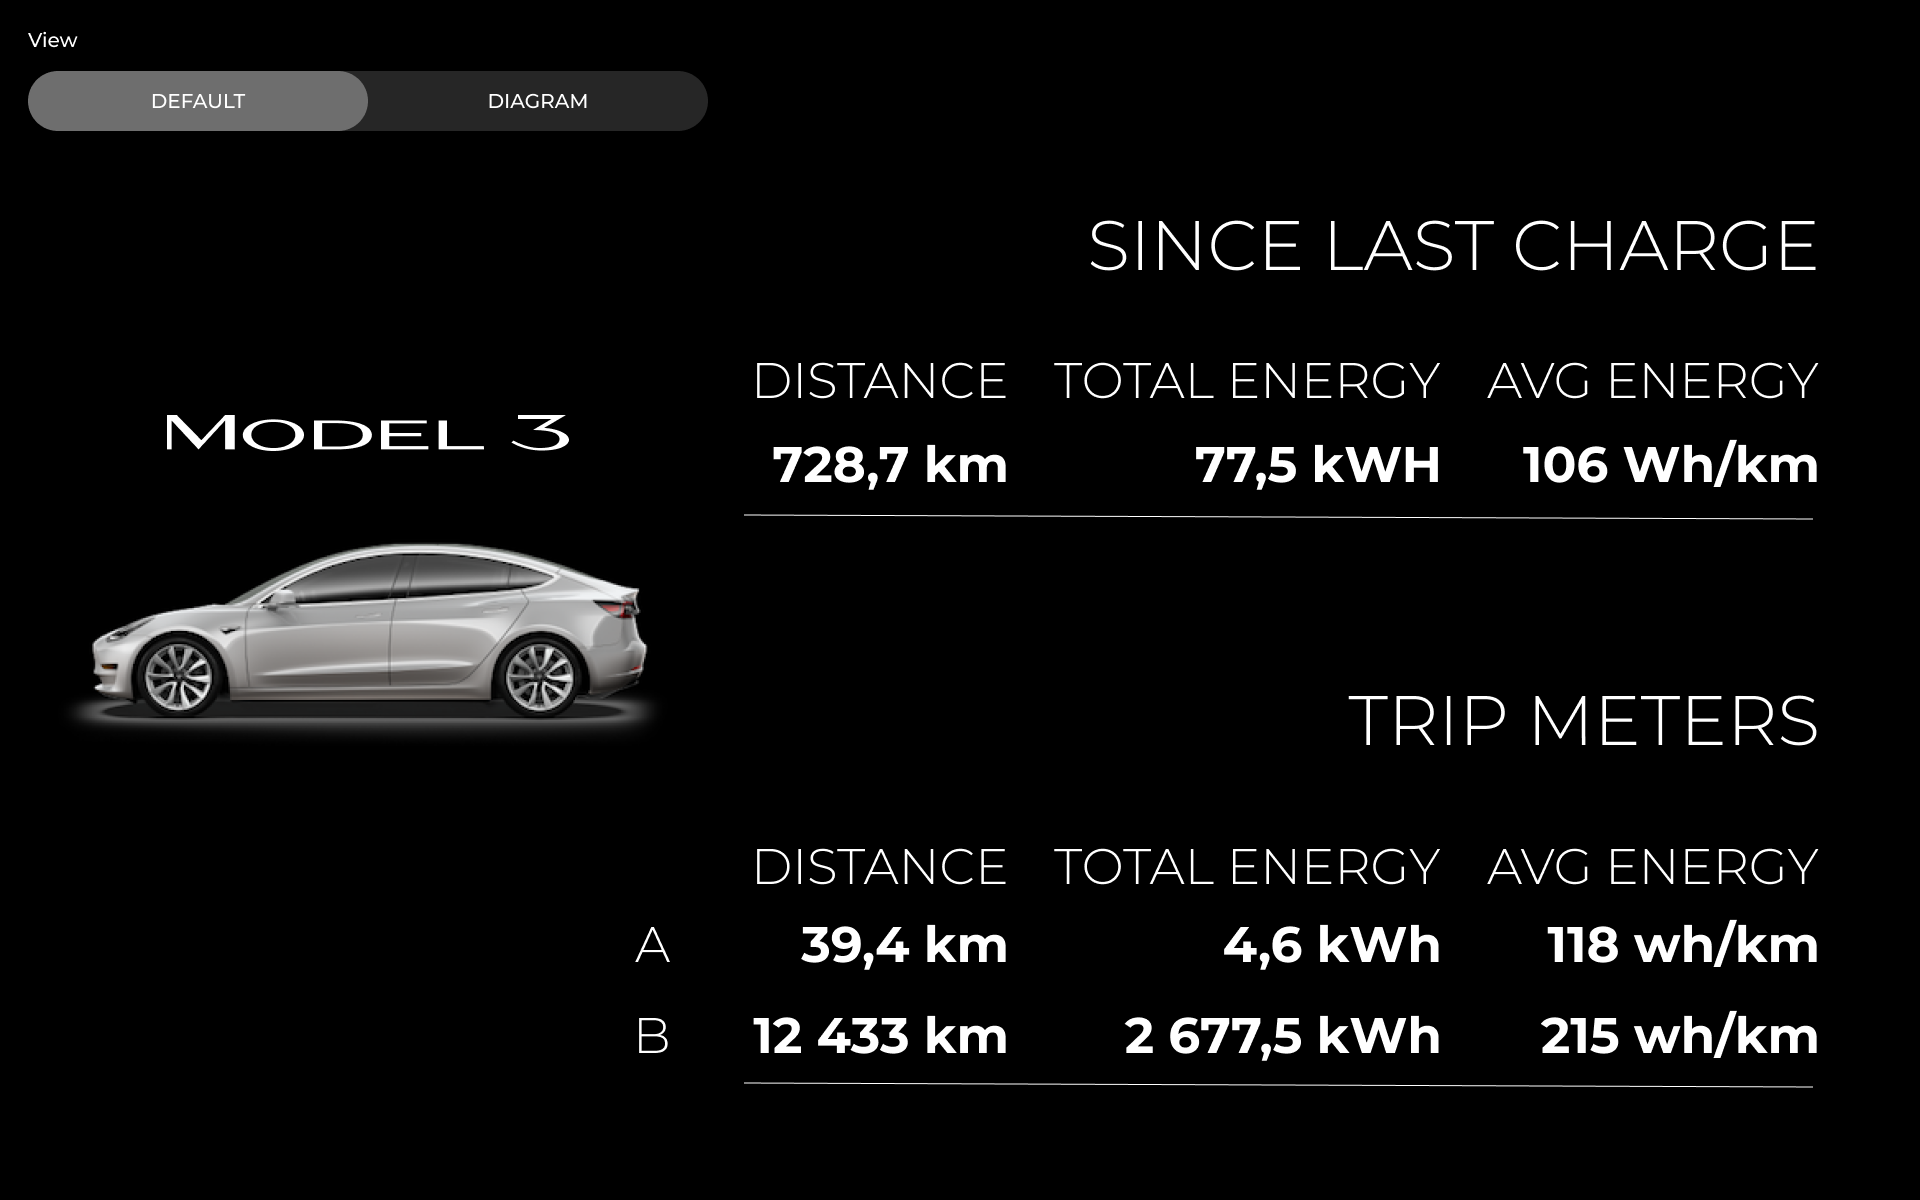 View
DEFAULT DIAGRAM
SINCE LAST CHARGE
DISTANCE TOTAL ENERGY AVG ENERGY
728,7 km 77,5 kWH 106 Wh/km
MODEL 3
TRIP METERS
DISTANCE TOTAL ENERGY AVG ENERGY
A 39,4 km 4,6 kWh 118 wh/km
B 12 433 km 2 677,5 kWh 215 wh/km